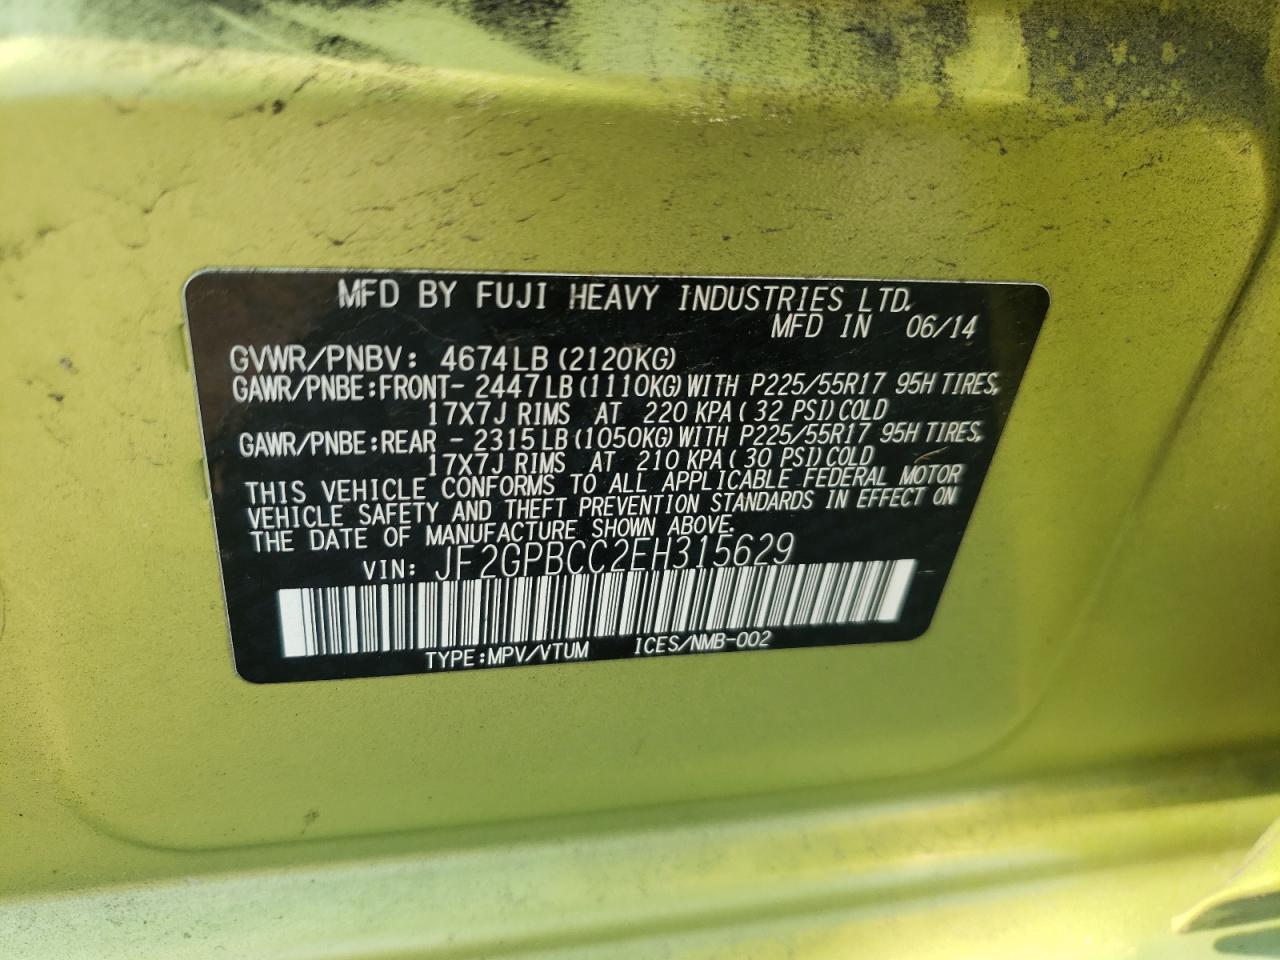 MFD BY FUJI HEAVY INDUSTRIES LTD.
MFD IN 06/14
GVWR/PNBV: 4674LB(2120KG)
GAWR/PNBE:FRONT-2447LB(1110KG)WITH P225/55R17 95H TIRES,
17X7J RIMS AT 220 KPA(32 PSI)COLD
GAWR/PNBE:REAR -2315LB(1050KG)WITH P225/55R17 95H TIRES,
17X7J RIMS AT 210 KPA(30 PSI)COLD
THIS VEHICLE CONFORMS TO ALL APPLICABLE FEDERAL MOTOR
VEHICLE SAFETY AND THEFT PREVENTION STANDARDS IN EFFECT ON
THE DATE OF MANUFACTURE SHOWN ABOVE.
VIN: JF2GPBCC2EH315629
TYPE:MPV/VTUM ICES/NMB-002